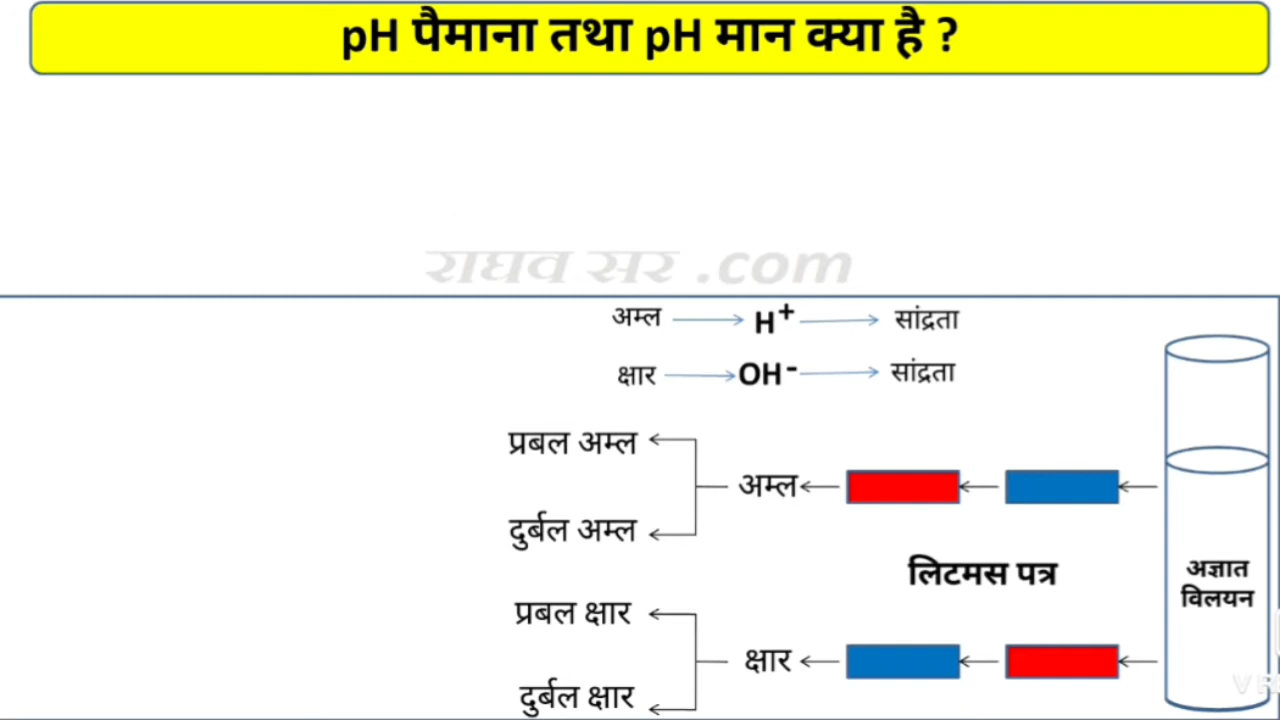 pH पैमाना तथा pH मान क्या है ?
राघव सर .com
अम्ल H+ सांद्रता
क्षार OH- सांद्रता
प्रबल अम्ल
अम्ल
दुर्बल अम्ल
लिटमस पत्र
अज्ञात
विलयन
प्रबल क्षार
क्षार
दुर्बल क्षार